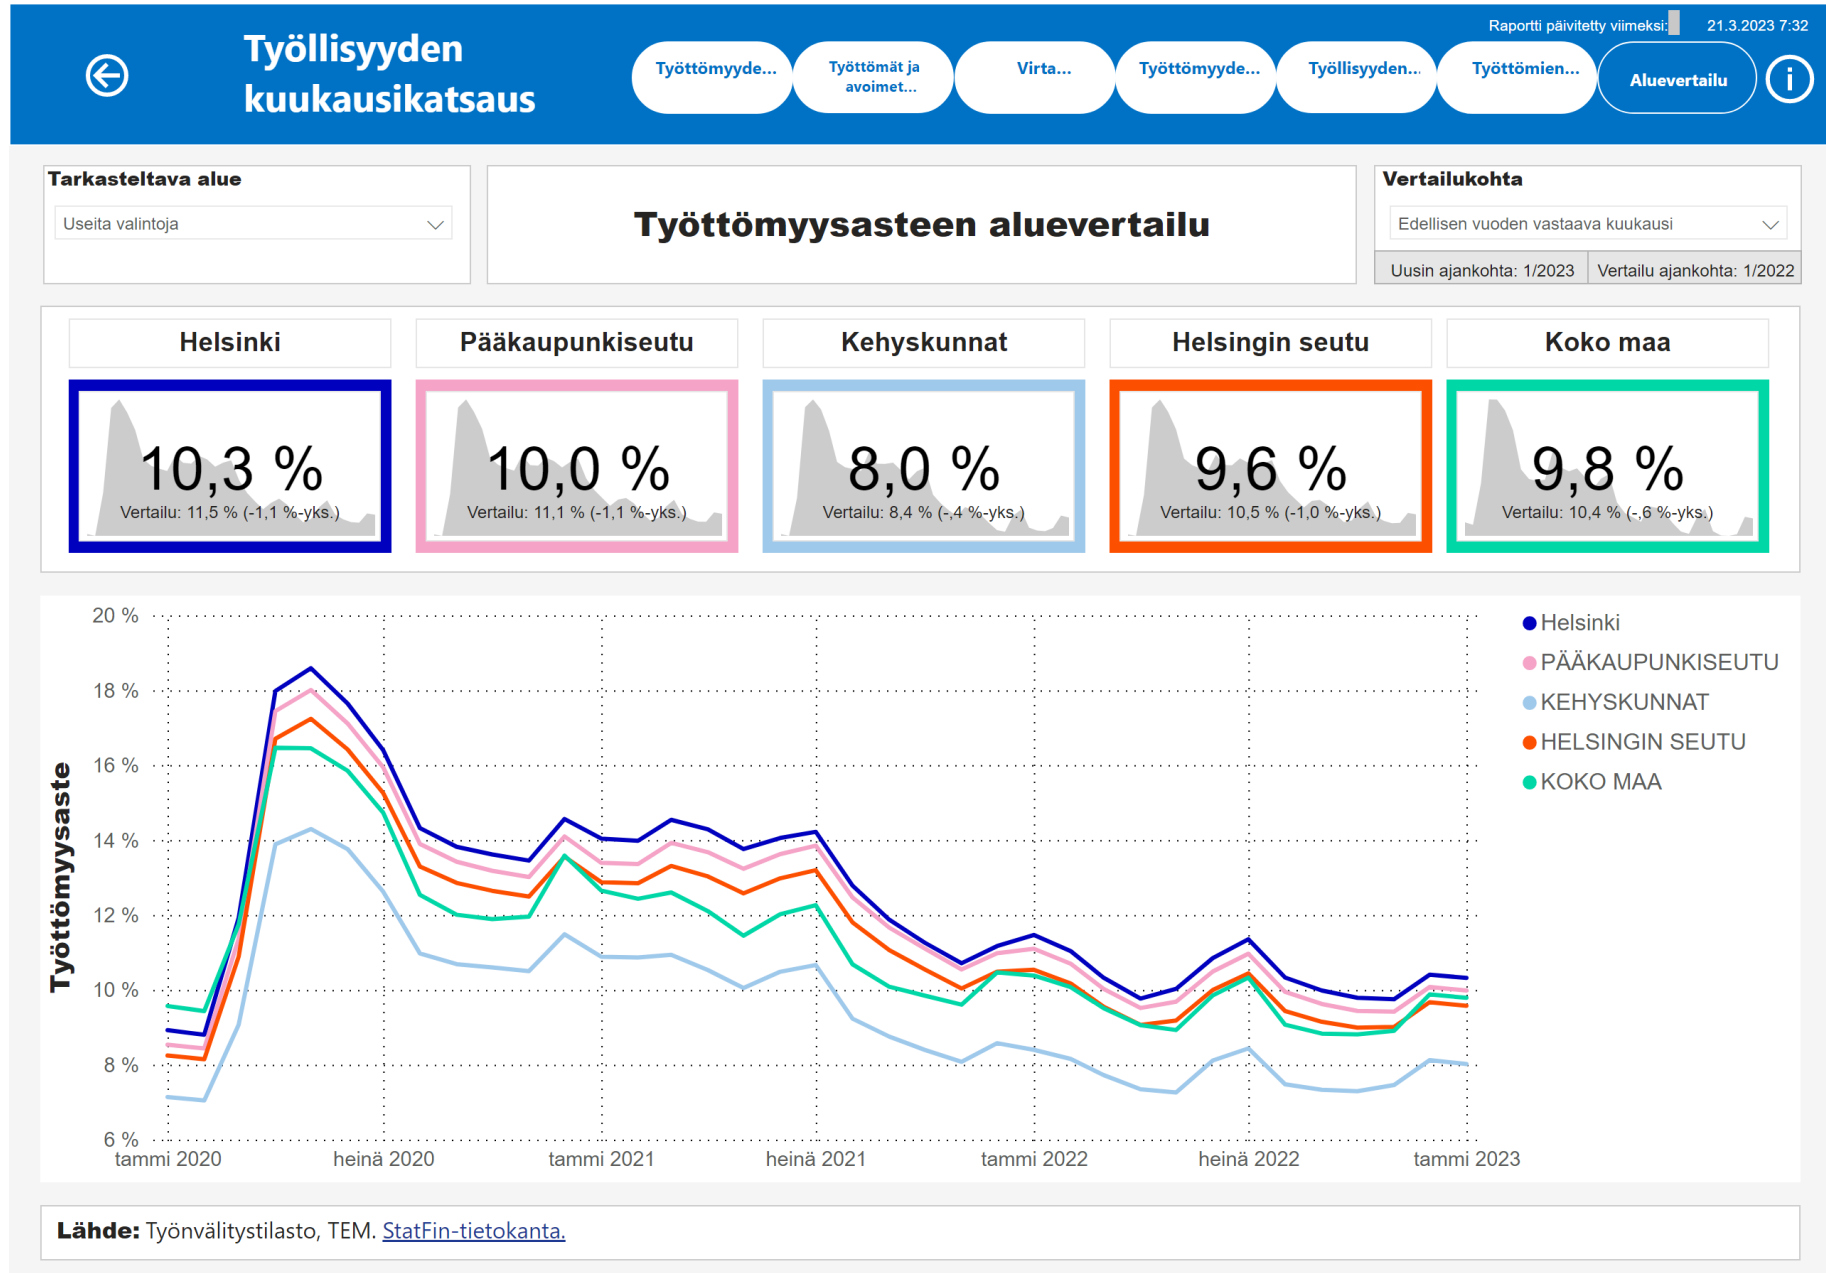 Raportti päivitetty viimeksi: 21.3.2023 7:32
Työllisyyden
kuukausikatsaus
Työttömyyde...
Työttömät ja
avoimet...
Virta...
Työttömyyde...
Työllisyyden...
Työttömien...
Aluevertailu
Tarkasteltava alue
Useita valintoja
Työttömyysasteen aluevertailu
Vertailukohta
Edellisen vuoden vastaava kuukausi
Uusin ajankohta: 1/2023
Vertailu ajankohta: 1/2022
Helsinki
10,3 %
Vertailu: 11,5 % (-1,1 %-yks.)
Pääkaupunkiseutu
10,0 %
Vertailu: 11,1 % (-1,1 %-yks.)
Kehyskunnat
8,0 %
Vertailu: 8,4 % (-,4 %-yks.)
Helsingin seutu
9,6 %
Vertailu: 10,5 % (-1,0 %-yks.)
Koko maa
9,8 %
Vertailu: 10,4 % (-,6 %-yks.)
Työttömyysaste
20 %
18 %
16 %
14 %
12 %
10 %
8 %
6 %
tammi 2020
heinä 2020
tammi 2021
heinä 2021
tammi 2022
heinä 2022
tammi 2023
Helsinki
PÄÄKAUPUNKISEUTU
KEHYSKUNNAT
HELSINGIN SEUTU
KOKO MAA
Lähde: Työnvälitystilasto, TEM. StatFin-tietokanta.